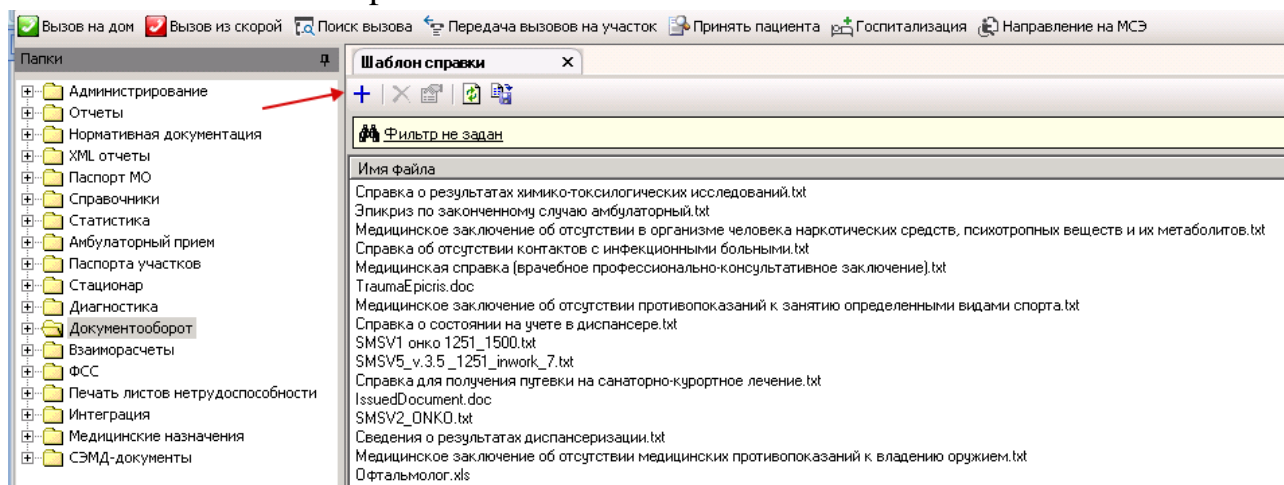 Вызов на дом Вызов из скорой Поиск вызова Передача вызовов на участок Принять пациента Госпитализация Направление на МСЭ
Папки
Администрирование
Отчеты
Нормативная документация
XML отчеты
Паспорт МО
Справочники
Статистика
Амбулаторный прием
Паспорта участков
Стационар
Диагностика
Документооборот
Взаиморасчеты
ФСС
Печать листов нетрудоспособности
Интеграция
Медицинские назначения
СЭМД-документы
Шаблон справки
Фильтр не задан
Имя файла
Справка о результатах химико-токсилогических исследований.txt
Эпикриз по законченному случаю амбулаторный.txt
Медицинское заключение об отсутствии в организме человека наркотических средств, психотропных веществ и их метаболитов.txt
Справка об отсутствии контактов с инфекционными больными.txt
Медицинская справка (врачебное профессионально-консультативное заключение).txt
TraumaEpicris.doc
Медицинское заключение об отсутствии противопоказаний к занятию определенными видами спорта.txt
Справка о состоянии на учете в диспансере.txt
SMSV1 онко 1251_1500.txt
SMSV5_v.3.5 _1251_inwork_7.txt
Справка для получения путевки на санаторно-курортное лечение.txt
IssuedDocument.doc
SMSV2_ONKO.txt
Сведения о результатах диспансеризации.txt
Медицинское заключение об отсутствии медицинских противопоказаний к владению оружием.txt
Офтальмолог.xls